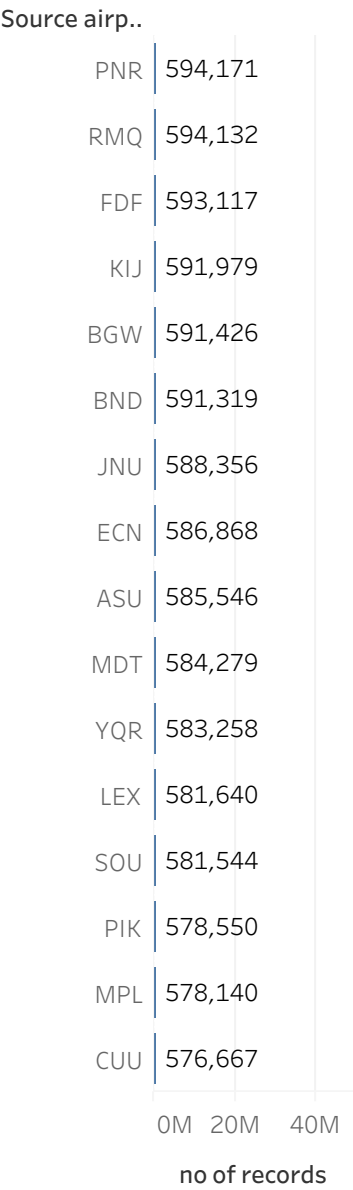 Source airp..
PNR 594,171
RMQ 594,132
FDF 593,117
KIJ 591,979
BGW 591,426
BND 591,319
JNU 588,356
ECN 586,868
ASU 585,546
MDT 584,279
YQR 583,258
LEX 581,640
SOU 581,544
PIK 578,550
MPL 578,140
CUU 576,667
0M 20M 40M
no of records